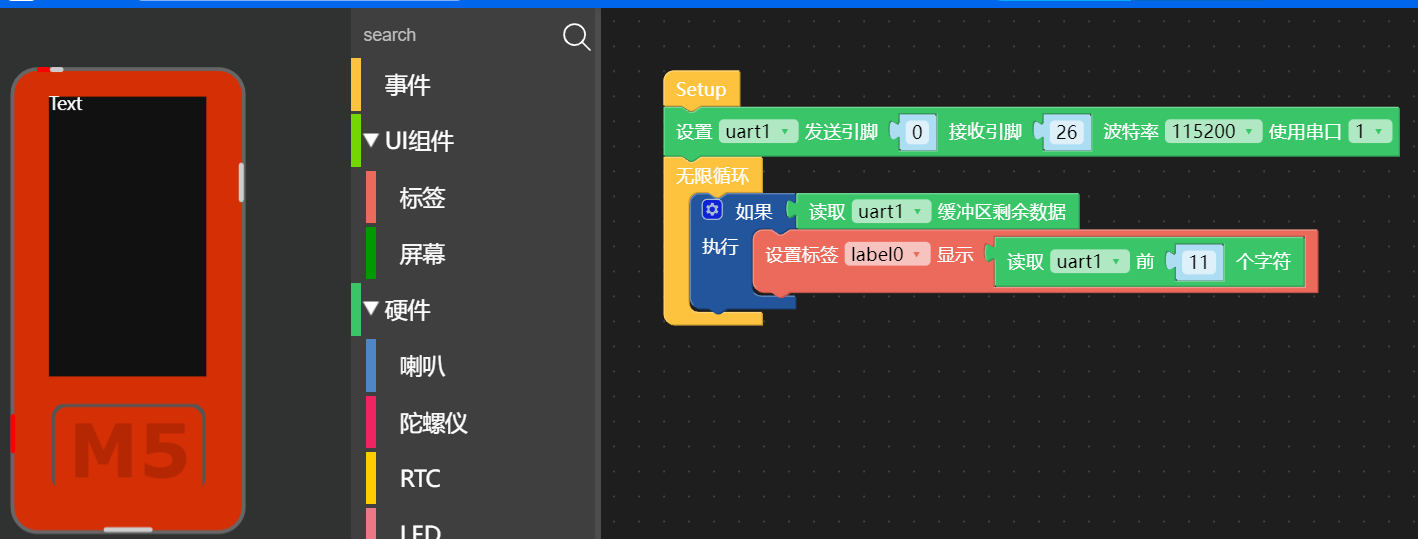 Text
M5
search
事件
UI组件
标签
屏幕
硬件
喇叭
陀螺仪
RTC
LED
Setup
设置 uart1 发送引脚 0 接收引脚 26 波特率 115200 使用串口 1
无限循环
如果 读取 uart1 缓冲区剩余数据
执行 设置标签 label0 显示 读取 uart1 前 11 个字符